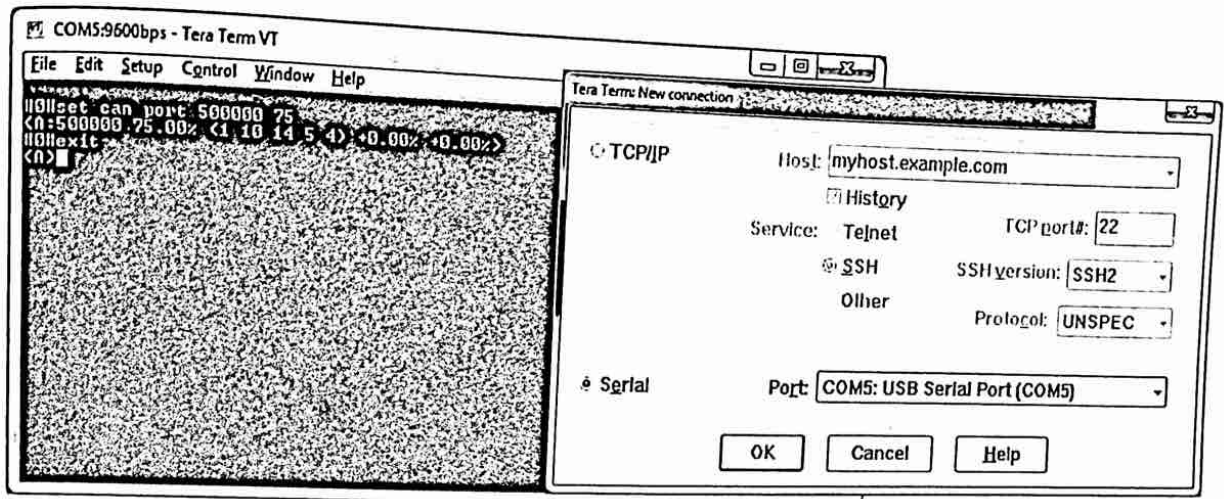 COM5:9600bps - Tera Term VT
File Edit Setup Control Window Help
set can port 500000 75
:500000 75.00% <1 10 14 5 4> +0.00% +0.00%>
exit
Tera Term: New connection
TCP/IP
Host: myhost.example.com
History
Service: Telnet
TCP port#: 22
SSH
SSH version: SSH2
Other
Protocol: UNSPEC
Serial
Port: COM5: USB Serial Port (COM5)
OK Cancel Help